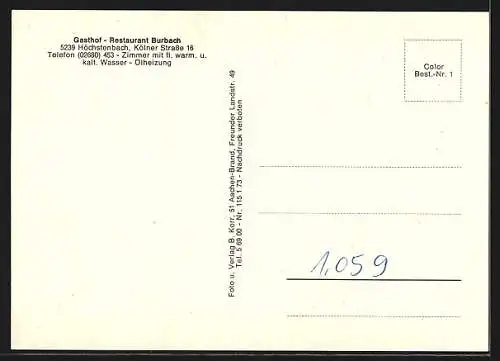 Gasthof - Restaurant Burbach
5239 Höchstenbach, Kölner Straße 16
Telefon (02680) 453 - Zimmer mit fl. warm. u.
kalt. Wasser - Ölheizung
Color
Best.-Nr. 1
Foto u. Verlag B. Korr, 51 Aachen-Brand, Freunder Landstr. 49
Tel. 5 69 00 - Nr. 115 1 73 - Nachdruck verboten
1,059